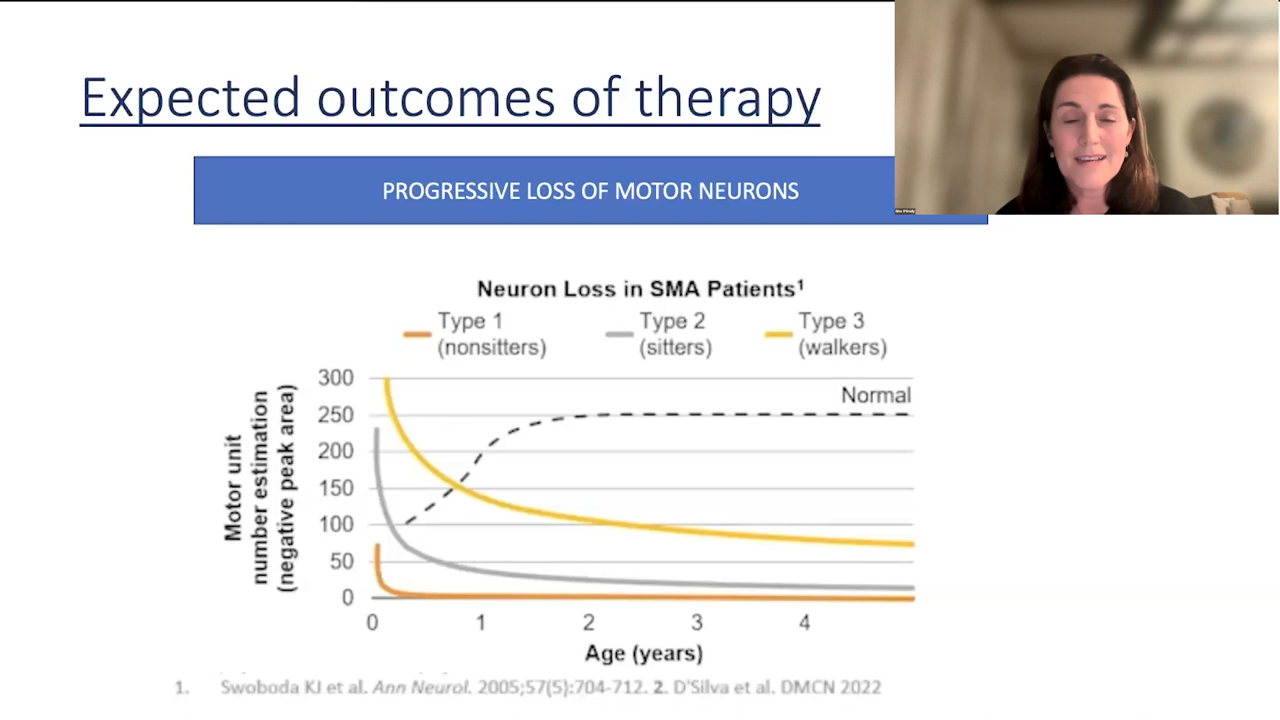 Expected outcomes of therapy
PROGRESSIVE LOSS OF MOTOR NEURONS
Neuron Loss in SMA Patients¹
Type 1
(nonsitters)
Type 2
(sitters)
Type 3
(walkers)
Motor unit
number estimation
(negative peak area)
300
250
200
150
100
50
0
Normal
0 1 2 3 4
Age (years)
1. Swoboda KJ et al. Ann Neurol. 2005;57(5):704-712. 2. D'Silva et al. DMCN 2022